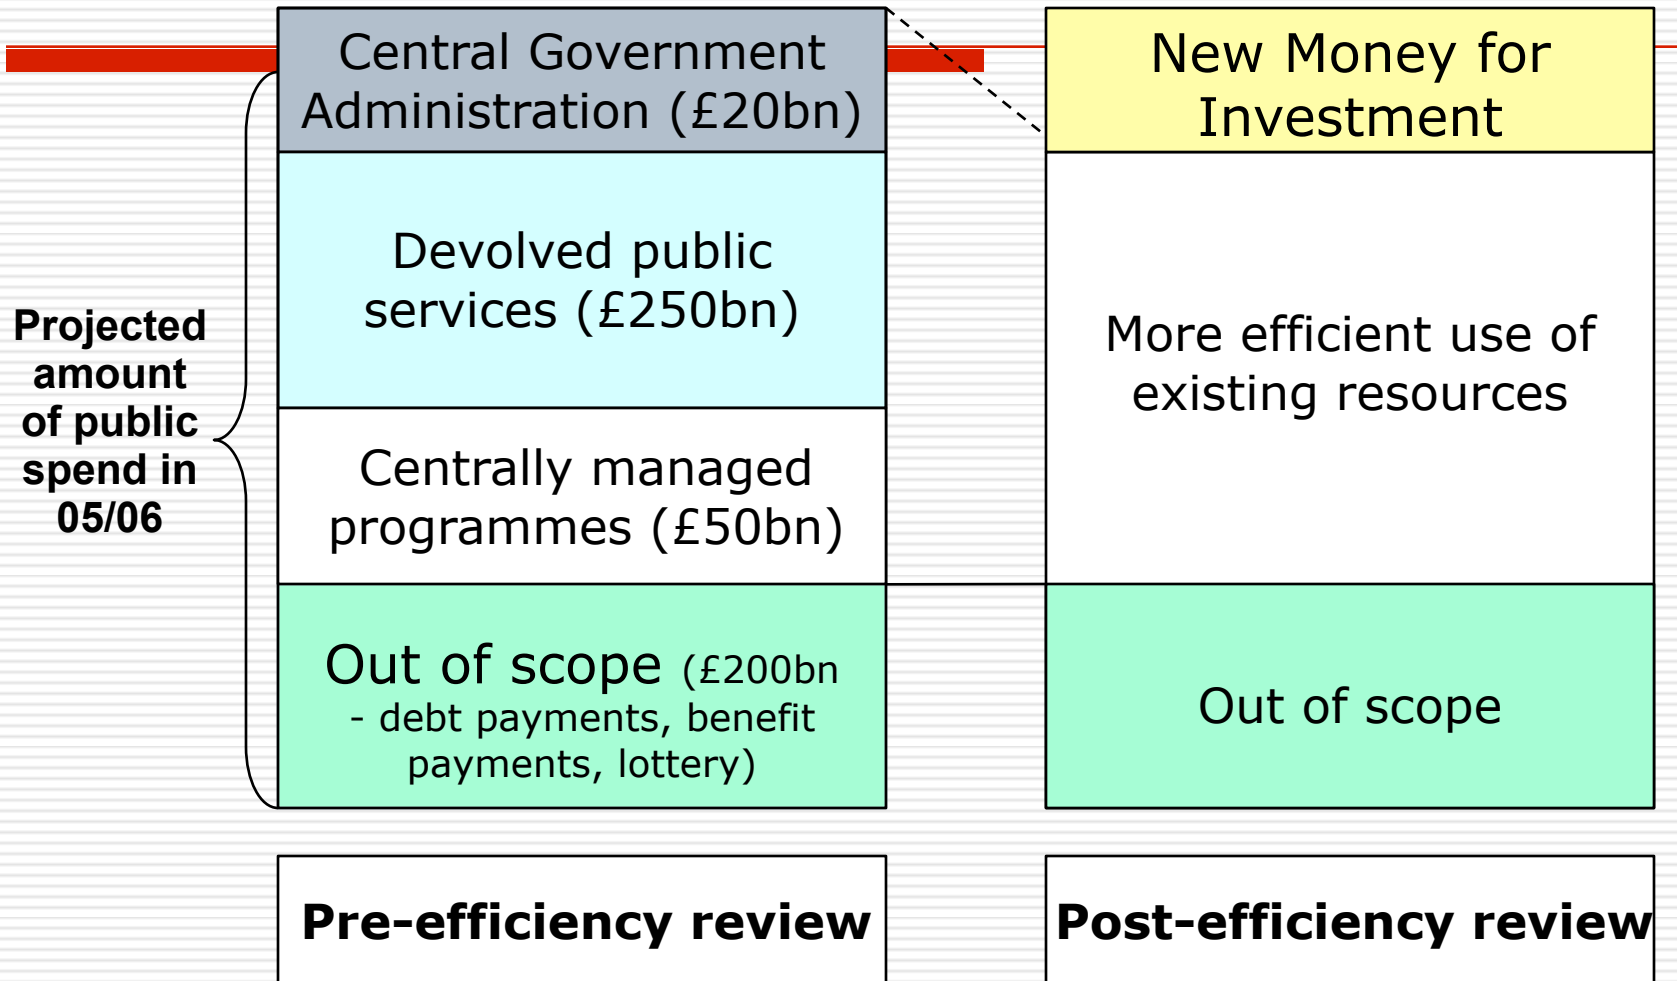 Central Government
Administration (£20bn)
New Money for
Investment
Devolved public
services (£250bn)
Projected
amount
of public
spend in
05/06
More efficient use of
existing resources
Centrally managed
programmes (£50bn)
Out of scope (£200bn
- debt payments, benefit
payments, lottery)
Out of scope
Pre-efficiency review
Post-efficiency review